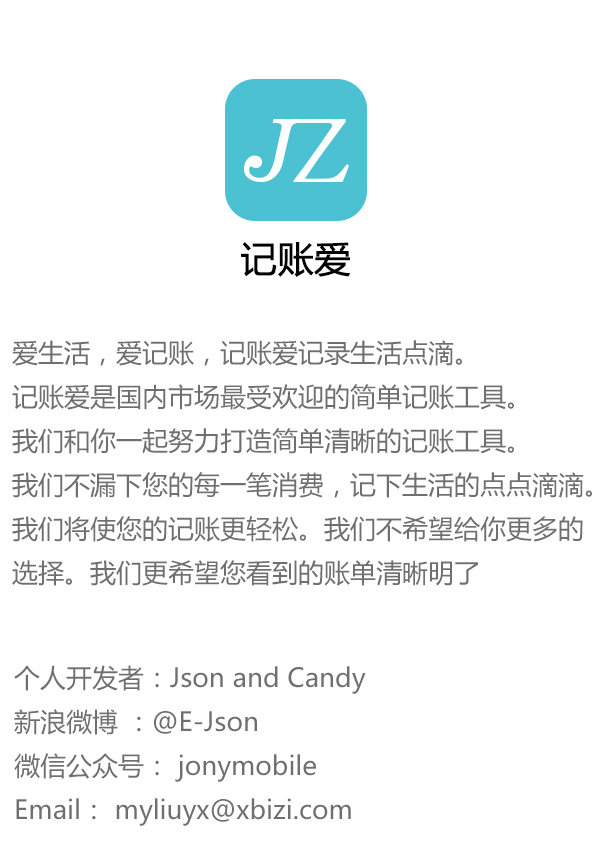 JZ
记账爱
爱生活，爱记账，记账爱记录生活点滴。
记账爱是国内市场最受欢迎的简单记账工具。
我们和你一起努力打造简单清晰的记账工具。
我们不漏下您的每一笔消费，记下生活的点点滴滴。
我们将使您的记账更轻松。我们不希望给你更多的
选择。我们更希望您看到的账单清晰明了
个人开发者：Json and Candy
新浪微博 ：@E-Json
微信公众号： jonymobile
Email： myliuyx@xbizi.com